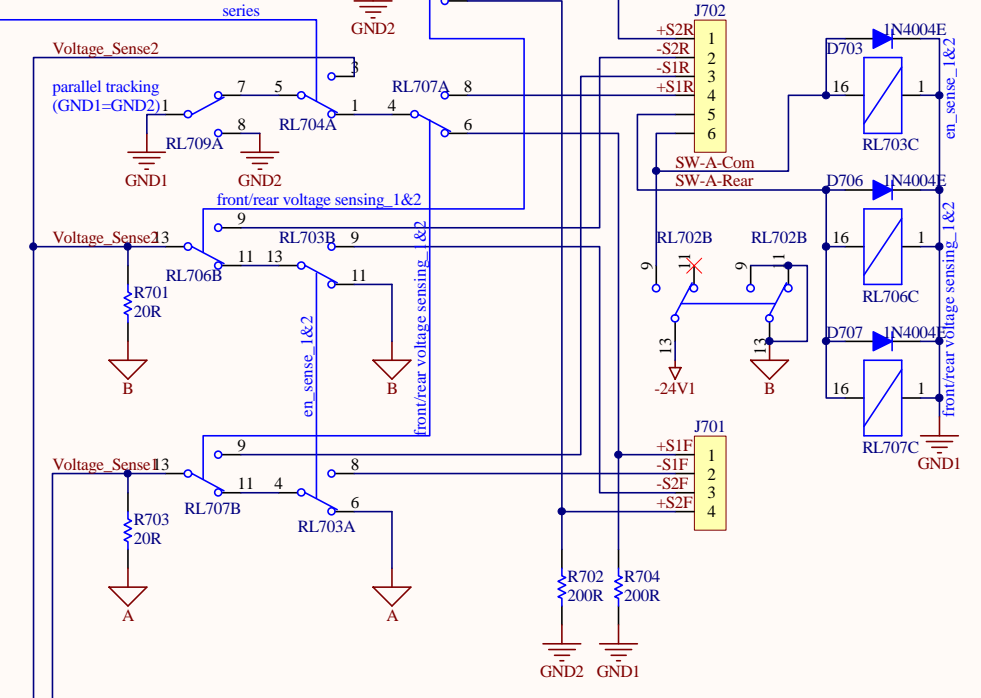 series
GND2
J702
Voltage_Sense2
3
+S2R
-S2R
-S1R
+S1R
1
2
3
4
5
6
D703
1N4004E
parallel tracking
(GND1=GND2)
1
7
5
RL707A
8
1
4
6
RL704A
8
RL709A
GND1
GND2
16
1
RL703C
en_sense_1&2
SW-A-Com
SW-A-Rear
D706
1N4004E
front/rear voltage sensing_1&2
9
Voltage_Sense2
13
RL703B
9
RL706B
11
13
11
RL702B
RL702B
9
11
9
1
16
1
RL706C
R701
20R
B
B
en_sense_1&2
front/rear voltage sensing_1&2
13
13
-24V1
B
D707
1N4004E
front/rear voltage sensing_1&2
16
1
RL707C
GND1
J701
+S1F
-S1F
-S2F
+S2F
1
2
3
4
9
Voltage_Sense1
13
8
11
4
6
RL707B
RL703A
R703
20R
A
A
R702
200R
R704
200R
GND2
GND1